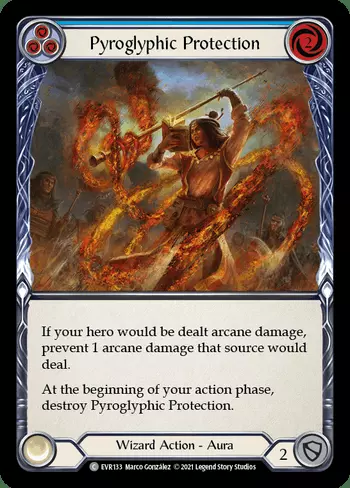 Pyroglyphic Protection
2
If your hero would be dealt arcane damage,
prevent 1 arcane damage that source would
deal.
At the beginning of your action phase,
destroy Pyroglyphic Protection.
Wizard Action - Aura
2
C EVR133 Marco González © 2021 Legend Story Studios